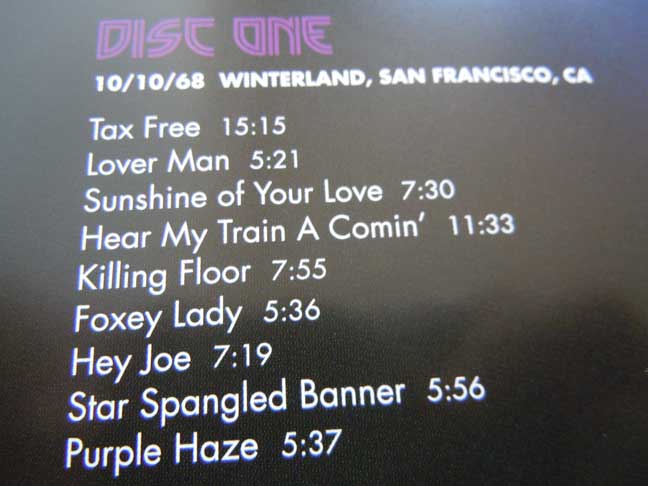 DISC ONE
10/10/68 WINTERLAND, SAN FRANCISCO, CA
Tax Free 15:15
Lover Man 5:21
Sunshine of Your Love 7:30
Hear My Train A Comin' 11:33
Killing Floor 7:55
Foxey Lady 5:36
Hey Joe 7:19
Star Spangled Banner 5:56
Purple Haze 5:37